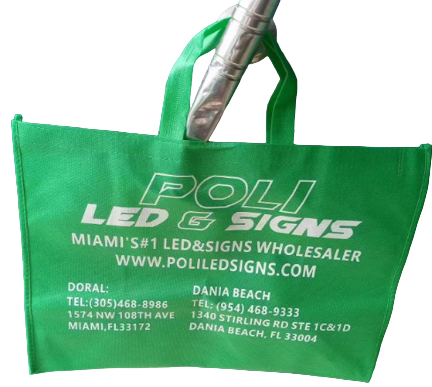 POLI
LED & SIGNS
MIAMI'S#1 LED&SIGNS WHOLESALER
WWW.POLILEDSIGNS.COM
DORAL:
TEL:(305)468-8986
1574 NW 108TH AVE
MIAMI,FL33172
DANIA BEACH
TEL: (954) 468-9333
1340 STIRLING RD STE 1C&1D
DANIA BEACH, FL 33004